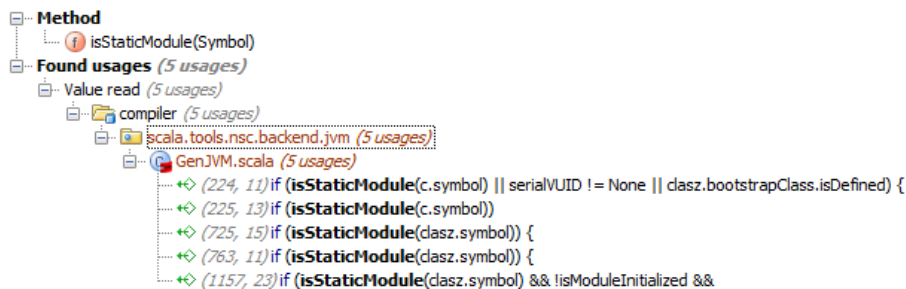 Method
f isStaticModule(Symbol)
Found usages (5 usages)
Value read (5 usages)
compiler (5 usages)
scala.tools.nsc.backend.jvm (5 usages)
GenJVM.scala (5 usages)
(224, 11) if (isStaticModule(c.symbol) || serialVUID != None || clasz.bootstrapClass.isDefined) {
(225, 13) if (isStaticModule(c.symbol))
(725, 15) if (isStaticModule(clasz.symbol)) {
(763, 11) if (isStaticModule(clasz.symbol)) {
(1157, 23) if (isStaticModule(clasz.symbol) && !isModuleInitialized &&